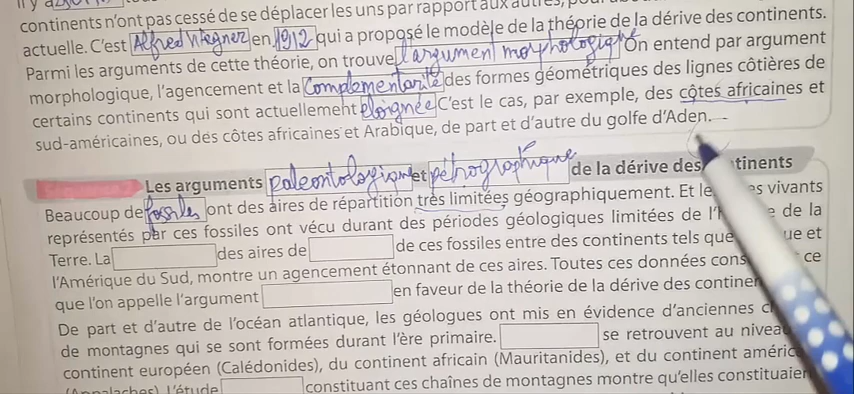 continents n'ont pas cessé de se déplacer les uns par rapport aux autres,
actuelle. C'est Alfred Wegner en 1912 qui a proposé le modèle de la théorie de la dérive des continents.
Parmi les arguments de cette théorie, on trouve l'argument morphologique On entend par argument
morphologique, l'agencement et la Complémentarité des formes géométriques des lignes côtières de
certains continents qui sont actuellement éloignée C'est le cas, par exemple, des côtes africaines et
sud-américaines, ou des côtes africaines et Arabique, de part et d'autre du golfe d'Aden.
Les arguments paléontologique et pétrographique de la dérive des tinents
Beaucoup de fossiles ont des aires de répartition très limitées géographiquement. Et le es vivants
représentés par ces fossiles ont vécu durant des périodes géologiques limitées de l'h e de la
Terre. La des aires de de ces fossiles entre des continents tels que ue et
l'Amérique du Sud, montre un agencement étonnant de ces aires. Toutes ces données cons ce
que l'on appelle l'argument en faveur de la théorie de la dérive des continen
De part et d'autre de l'océan atlantique, les géologues ont mis en évidence d'anciennes
de montagnes qui se sont formées durant l'ère primaire. se retrouvent au niveau
continent européen (Calédonides), du continent africain (Mauritanides), et du continent améric
(Appalaches). L'étude constituant ces chaînes de montagnes montre qu'elles constituaien